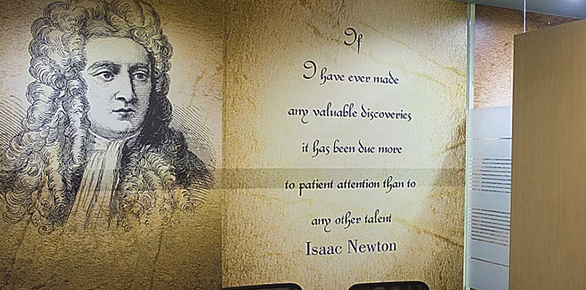 If
I have ever made
any valuable discoveries
it has been due more
to patient attention than to
any other talent
Isaac Newton